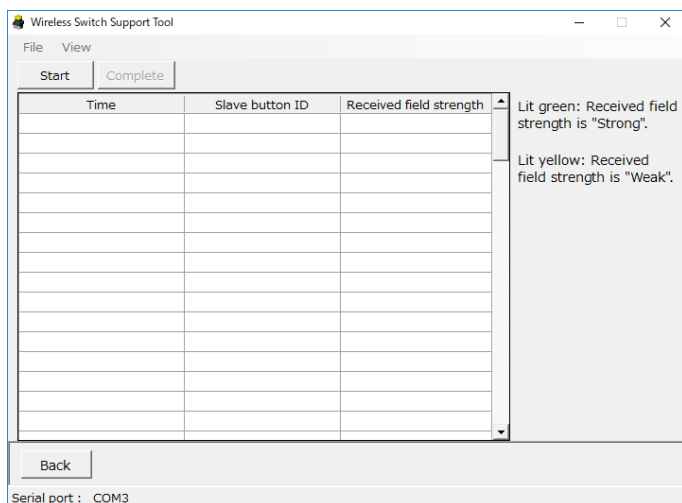 Wireless Switch Support Tool
File View
Start Complete
Time Slave button ID Received field strength
Lit green: Received field
strength is "Strong".
Lit yellow: Received
field strength is "Weak".
Back
Serial port : COM3